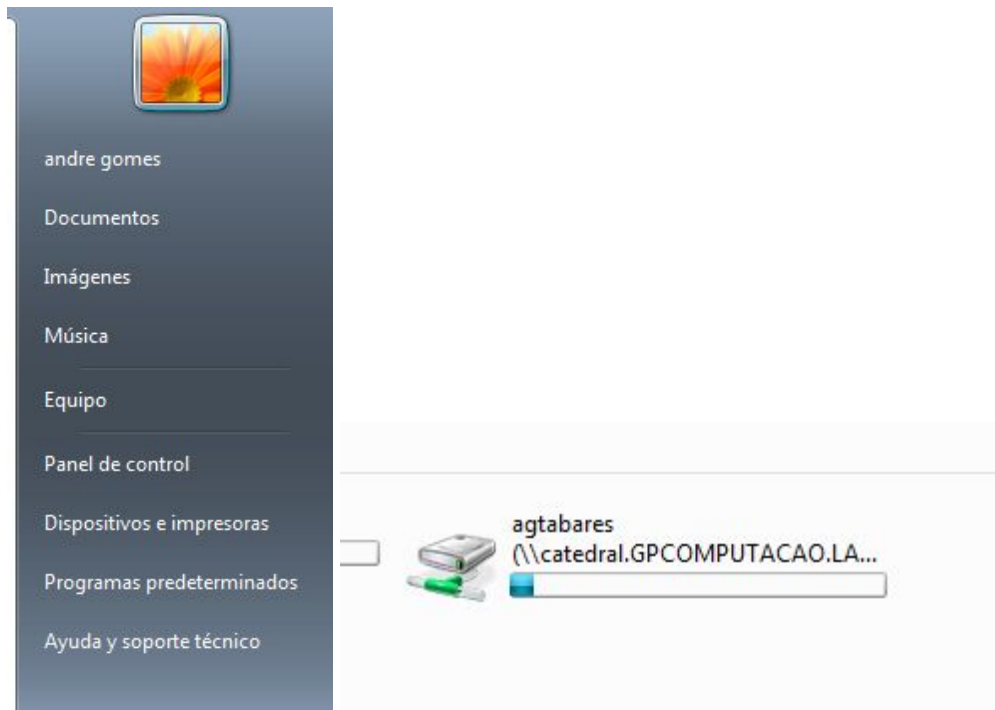 andre gomes
Documentos
Imágenes
Música
Equipo
Panel de control
Dispositivos e impresoras
Programas predeterminados
Ayuda y soporte técnico
agtabares
(\\catedral.GPCOMPUTACAO.LA...